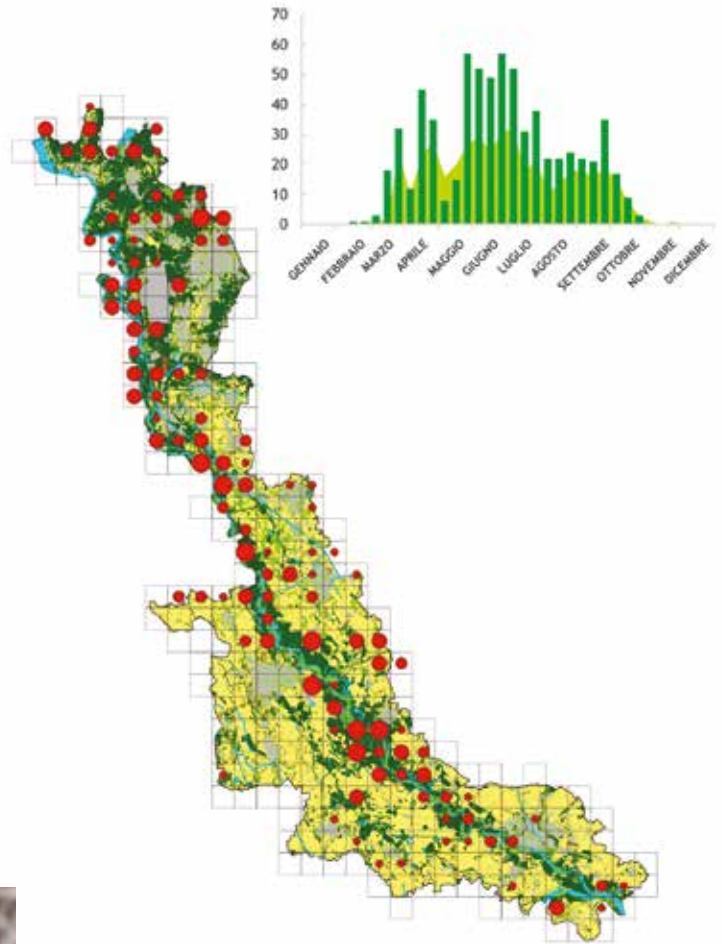 70
60
50
40
30
20
10
0
GENNAIO
FEBBRAIO
MARZO
APRILE
MAGGIO
GIUGNO
LUGLIO
AGOSTO
SETTEMBRE
OTTOBRE
NOVEMBRE
DICEMBRE